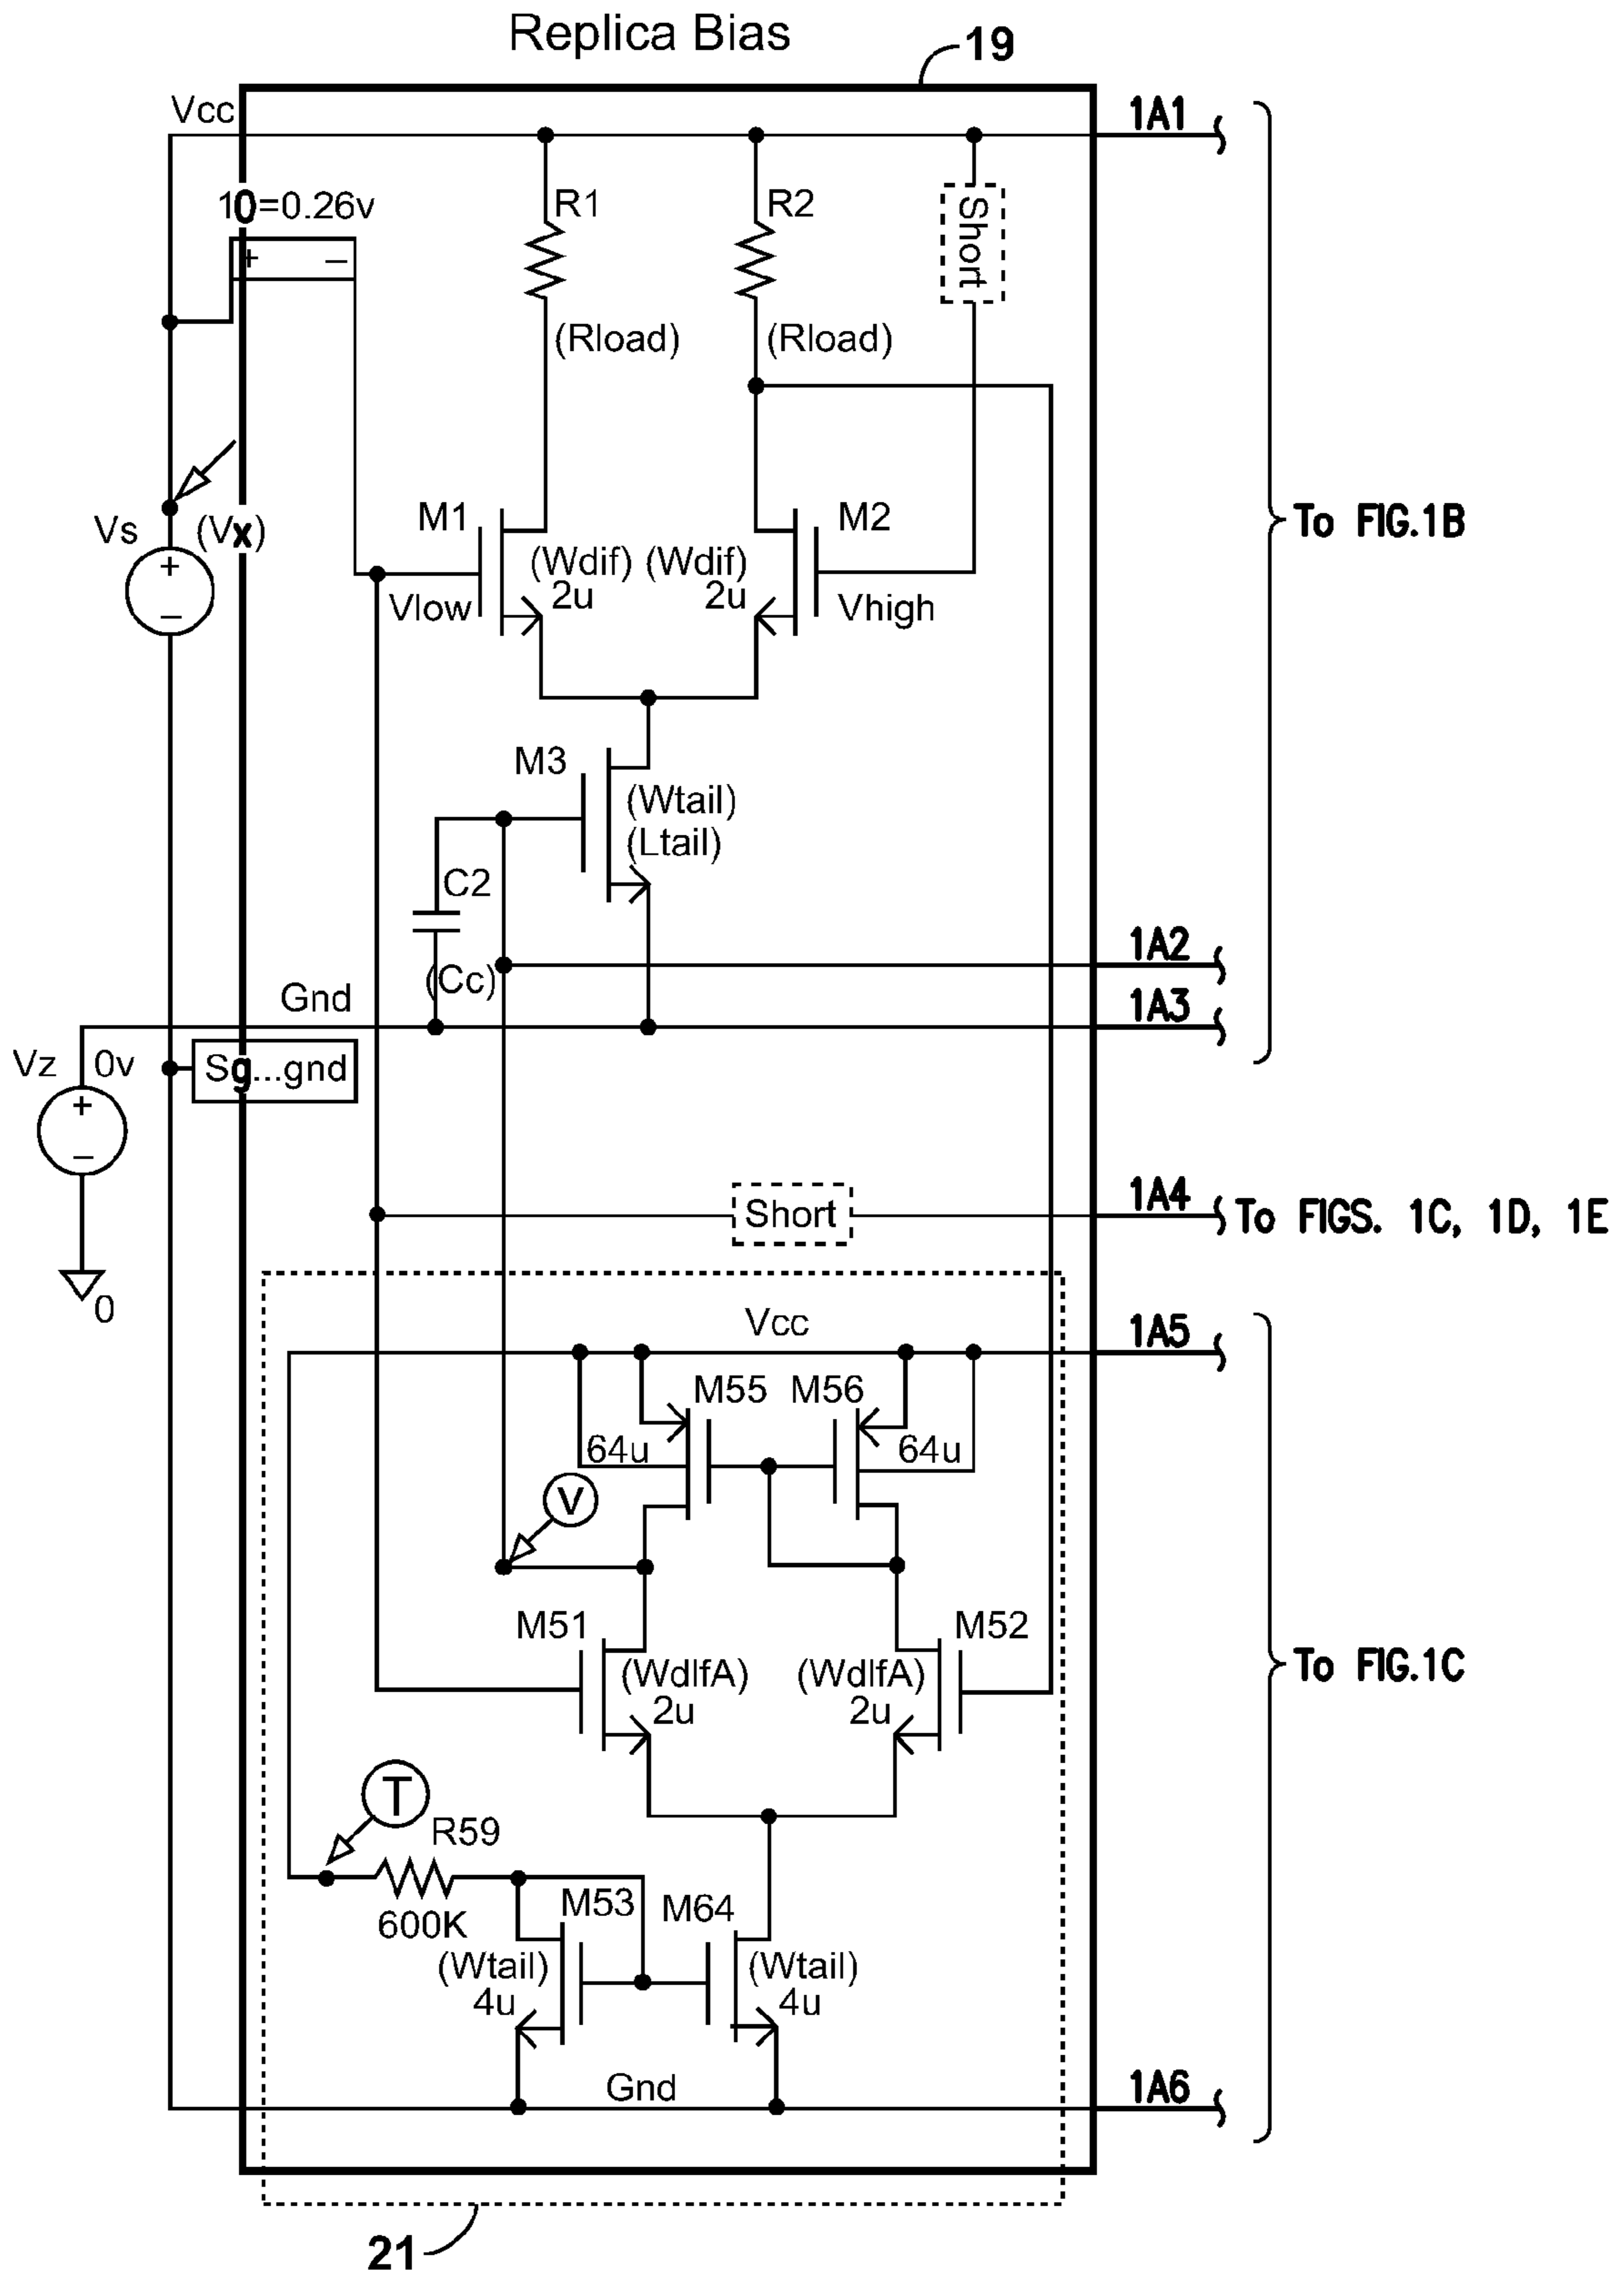 Replica Bias
19
Vcc
1A1
10=0.26v
+ –
R1
R2
Short
(Rload)
(Rload)
Vs
(Vx)
+
–
M1
M2
(Wdif)
(Wdif)
2u
2u
Vlow
Vhigh
To FIG.1B
M3
(Wtail)
(Ltail)
C2
(Cc)
1A2
Gnd
1A3
Vz
0v
Sg...gnd
+
–
0
Short
1A4
To FIGS. 1C, 1D, 1E
Vcc
1A5
M55
M56
64u
64u
V
M51
M52
(WdIfA)
(WdIfA)
2u
2u
To FIG.1C
T
R59
600K
M53
M64
(Wtail)
(Wtail)
4u
4u
Gnd
1A6
21